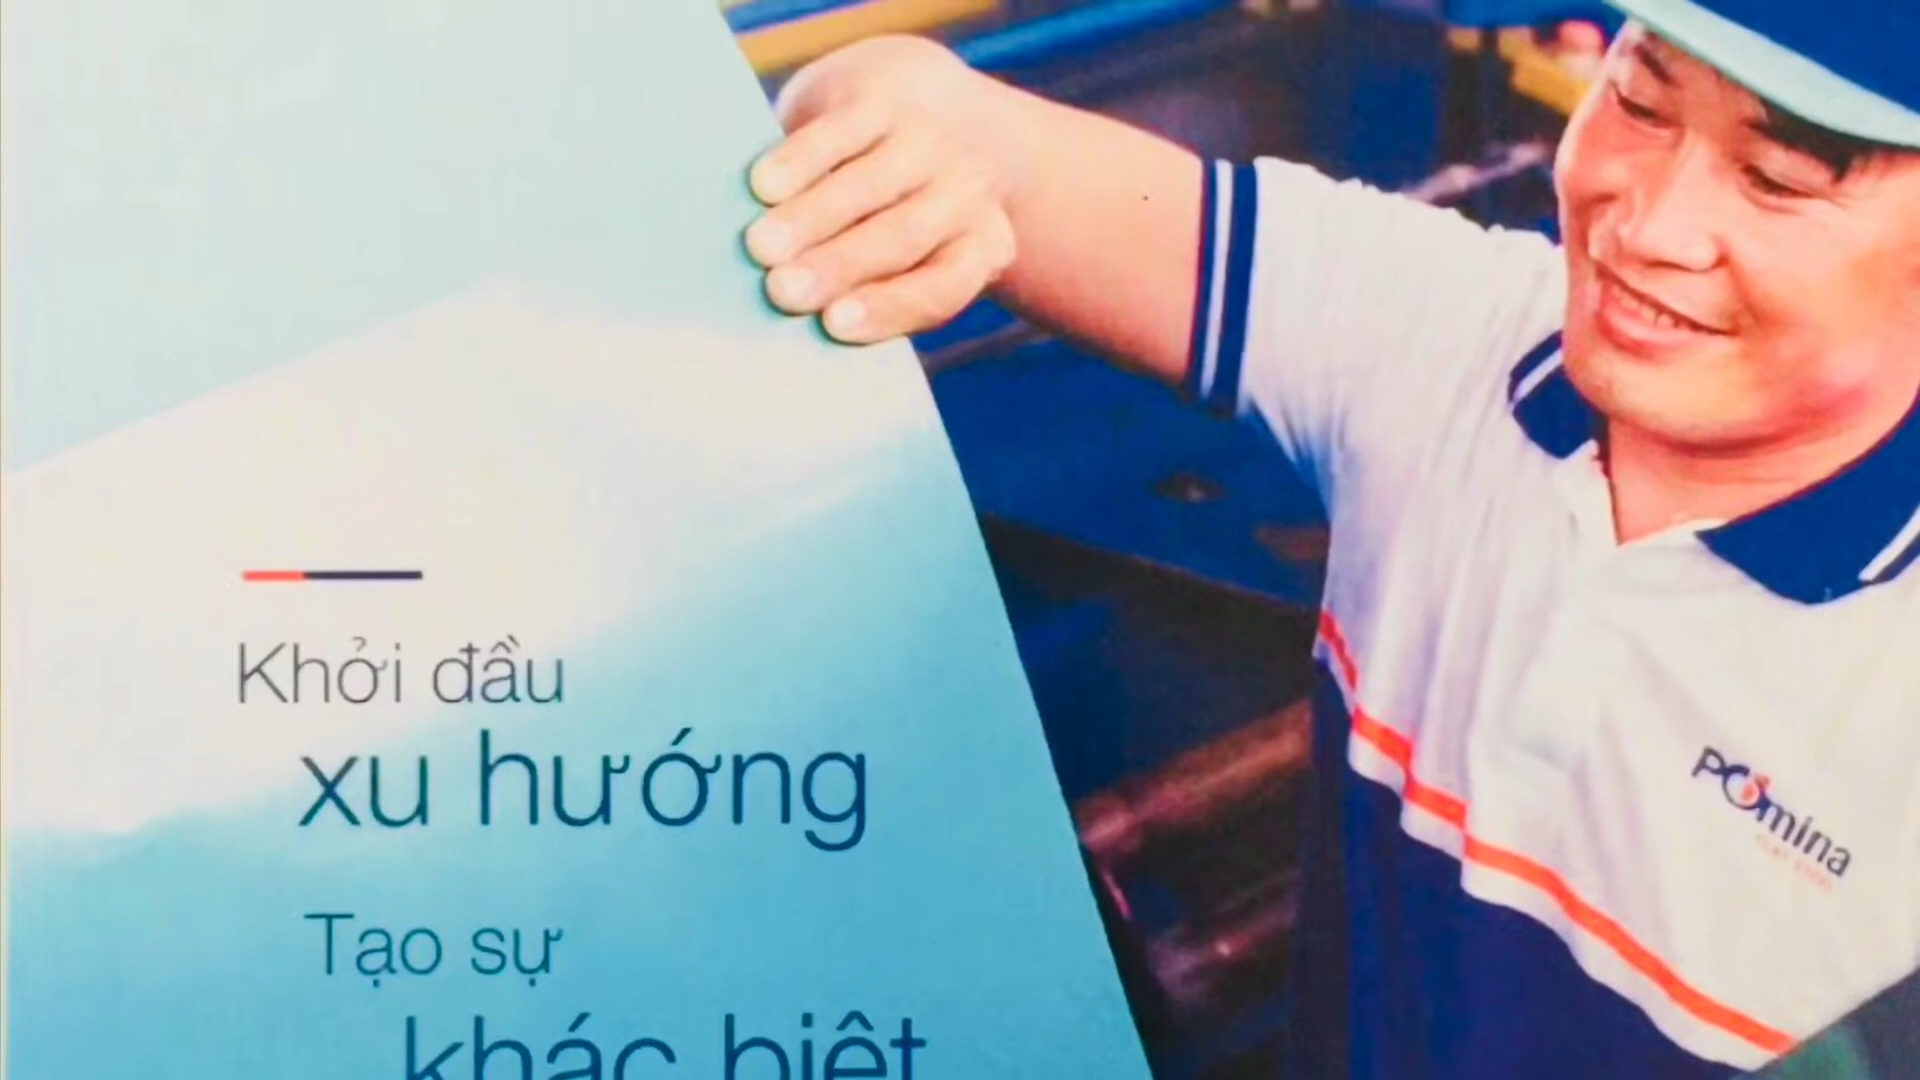 Khởi đầu
xu hướng
Tạo sự
khác biệt
POmina